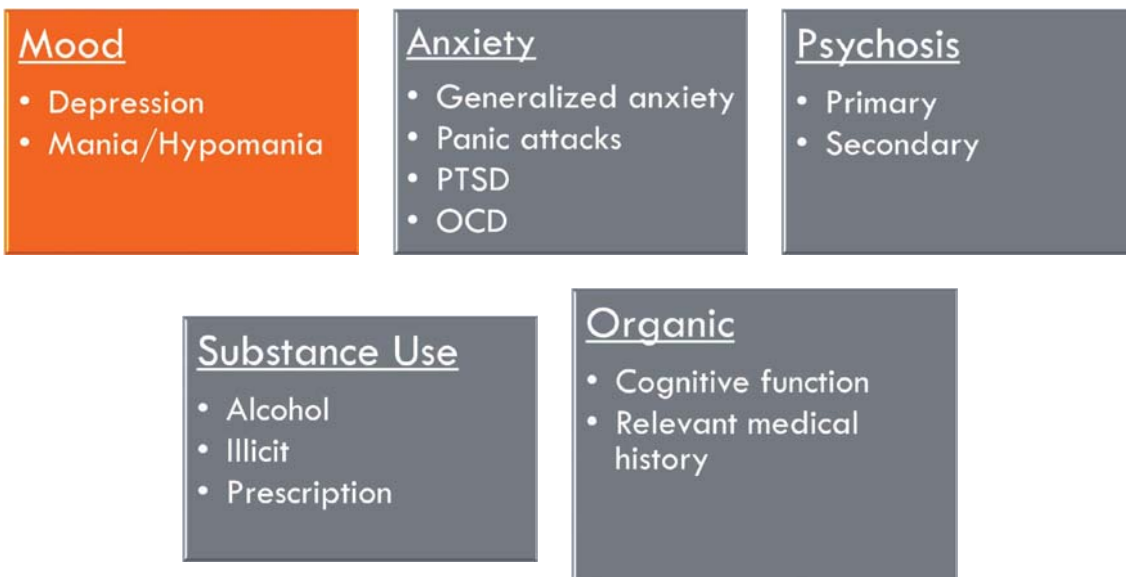 Mood
• Depression
• Mania/Hypomania
Anxiety
• Generalized anxiety
• Panic attacks
• PTSD
• OCD
Psychosis
• Primary
• Secondary
Substance Use
• Alcohol
• Illicit
• Prescription
Organic
• Cognitive function
• Relevant medical
history